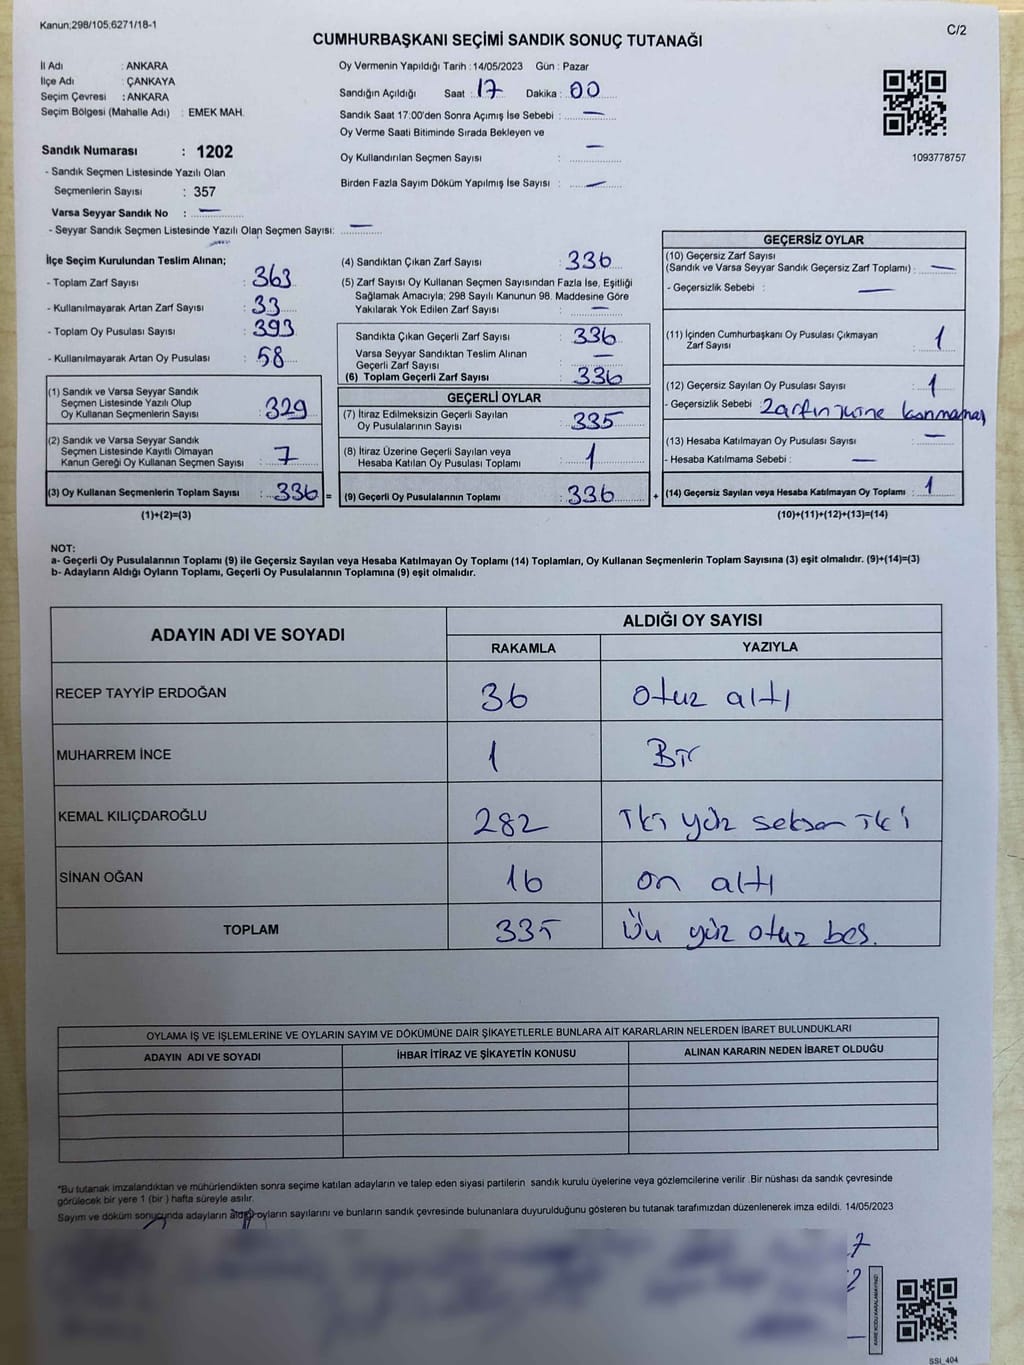 Kanun;298/105;6271/18-1
C/2
CUMHURBAŞKANI SEÇİMİ SANDIK SONUÇ TUTANAĞI
İl Adı : ANKARA
İlçe Adı : ÇANKAYA
Seçim Çevresi : ANKARA
Seçim Bölgesi (Mahalle Adı) : EMEK MAH.
Sandık Numarası : 1202
- Sandık Seçmen Listesinde Yazılı Olan
Seçmenlerin Sayısı : 357
Varsa Seyyar Sandık No : —
- Seyyar Sandık Seçmen Listesinde Yazılı Olan Seçmen Sayısı: —
Oy Vermenin Yapıldığı Tarih : 14/05/2023 Gün : Pazar
Sandığın Açıldığı Saat : 17 Dakika : 00
Sandık Saat 17:00'den Sonra Açımış İse Sebebi : —
Oy Verme Saati Bitiminde Sırada Bekleyen ve
Oy Kullandırılan Seçmen Sayısı : —
Birden Fazla Sayım Döküm Yapılmış İse Sayısı : —
1093778757
İlçe Seçim Kurulundan Teslim Alınan;
- Toplam Zarf Sayısı : 363
- Kullanılmayarak Artan Zarf Sayısı : 33
- Toplam Oy Pusulası Sayısı : 393
- Kullanılmayarak Artan Oy Pusulası : 58
(1) Sandık ve Varsa Seyyar Sandık
Seçmen Listesinde Yazılı Olup
Oy Kullanan Seçmenlerin Sayısı : 329
(2) Sandık ve Varsa Seyyar Sandık
Seçmen Listesinde Kayıtlı Olmayan
Kanun Gereği Oy Kullanan Seçmen Sayısı : 7
(3) Oy Kullanan Seçmenlerin Toplam Sayısı : 336 =
(1)+(2)=(3)
(4) Sandıktan Çıkan Zarf Sayısı : 336
(5) Zarf Sayısı Oy Kullanan Seçmen Sayısından Fazla İse, Eşitliği
Sağlamak Amacıyla; 298 Sayılı Kanunun 98. Maddesine Göre
Yakılarak Yok Edilen Zarf Sayısı : —
Sandıkta Çıkan Geçerli Zarf Sayısı : 336
Varsa Seyyar Sandıktan Teslim Alınan
Geçerli Zarf Sayısı : —
(6) Toplam Geçerli Zarf Sayısı : 336
GEÇERLİ OYLAR
(7) İtiraz Edilmeksizin Geçerli Sayılan
Oy Pusulalarının Sayısı : 335
(8) İtiraz Üzerine Geçerli Sayılan veya
Hesaba Katılan Oy Pusulası Toplamı : 1
(9) Geçerli Oy Pusulalarının Toplamı : 336 +
GEÇERSİZ OYLAR
(10) Geçersiz Zarf Sayısı
(Sandık ve Varsa Seyyar Sandık Geçersiz Zarf Toplamı) : —
- Geçersizlik Sebebi : —
(11) İçinden Cumhurbaşkanı Oy Pusulası Çıkmayan
Zarf Sayısı : 1
(12) Geçersiz Sayılan Oy Pusulası Sayısı : 1
- Geçersizlik Sebebi : Zarfın içine konmaması
(13) Hesaba Katılmayan Oy Pusulası Sayısı : —
- Hesaba Katılmama Sebebi : —
(14) Geçersiz Sayılan veya Hesaba Katılmayan Oy Toplamı : 1
(10)+(11)+(12)+(13)=(14)
NOT:
a- Geçerli Oy Pusulalarının Toplamı (9) ile Geçersiz Sayılan veya Hesaba Katılmayan Oy Toplamı (14) Toplamları, Oy Kullanan Seçmenlerin Toplam Sayısına (3) eşit olmalıdır. (9)+(14)=(3)
b- Adayların Aldığı Oyların Toplamı, Geçerli Oy Pusulalarının Toplamına (9) eşit olmalıdır.
ADAYIN ADI VE SOYADI
ALDIĞI OY SAYISI
RAKAMLA YAZIYLA
RECEP TAYYİP ERDOĞAN 36 otuz altı
MUHARREM İNCE 1 Bir
KEMAL KILIÇDAROĞLU 282 iki yüz seksen iki
SİNAN OĞAN 16 on altı
TOPLAM 335 Üç yüz otuz beş.
OYLAMA İŞ VE İŞLEMLERİNE VE OYLARIN SAYIM VE DÖKÜMÜNE DAİR ŞİKAYETLERLE BUNLARA AİT KARARLARIN NELERDEN İBARET BULUNDUKLARI
ADAYIN ADI VE SOYADI İHBAR İTİRAZ VE ŞİKAYETİN KONUSU ALINAN KARARIN NEDEN İBARET OLDUĞU
*Bu tutanak imzalandıktan ve mühürlendikten sonra seçime katılan adayların ve talep eden siyasi partilerin sandık kurulu üyelerine veya gözlemcilerine verilir .Bir nüshası da sandık çevresinde
görülecek bir yere 1 (bir ) hafta süreyle asılır.
Sayım ve döküm sonucunda adayların aldığı oyların sayılarını ve bunların sandık çevresinde bulunanlara duyurulduğunu gösteren bu tutanak tarafımızdan düzenlenerek imza edildi. 14/05/2023
KARE KODU KARALAMAYINIZ!
SSI_404